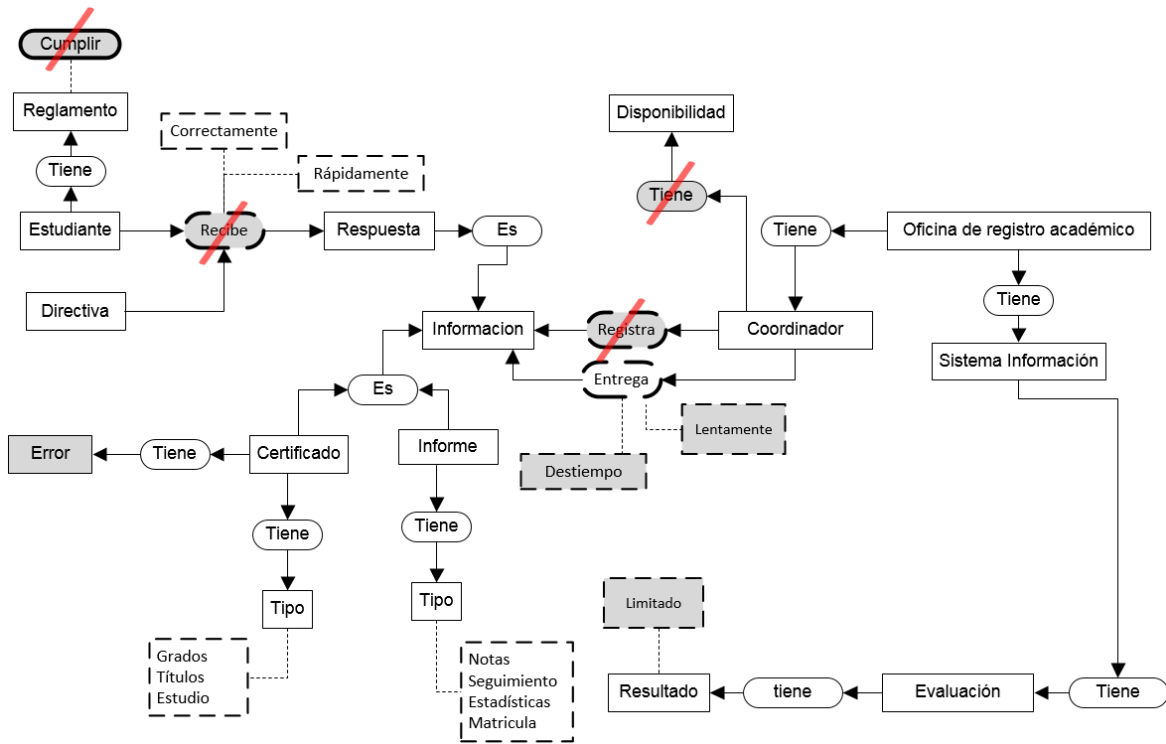 Cumplir
Reglamento
Disponibilidad
Correctamente
Tiene
Rápidamente
Tiene
Estudiante
Recibe
Respuesta
Es
Tiene
Oficina de registro académico
Directiva
Tiene
Informacion
Registra
Coordinador
Sistema Información
Es
Entrega
Lentamente
Error
Tiene
Certificado
Informe
Destiempo
Tiene
Tiene
Tipo
Tipo
Limitado
Grados
Títulos
Estudio
Notas
Seguimiento
Estadísticas
Matricula
Resultado
tiene
Evaluación
Tiene